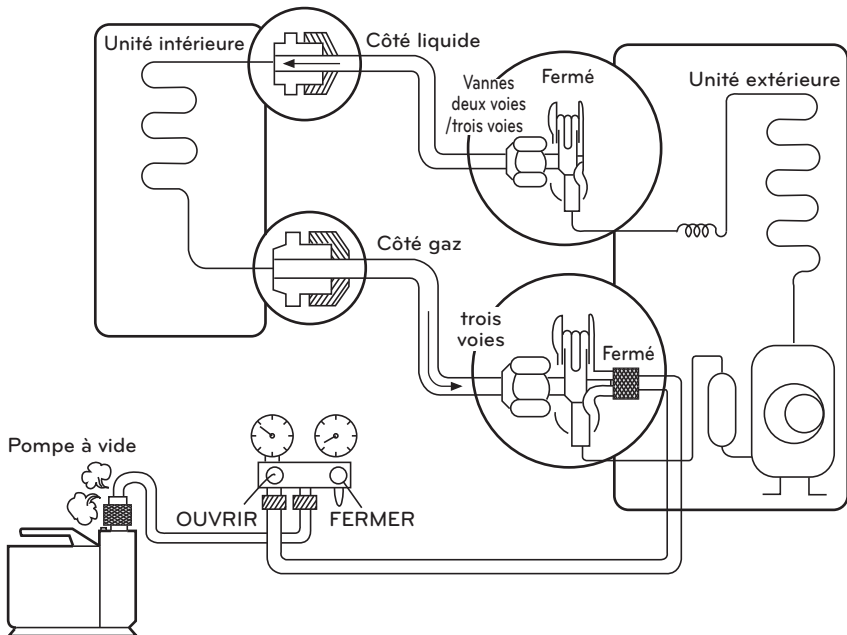 Unité intérieure
Côté liquide
Vannes
deux voies
/trois voies
Fermé
Unité extérieure
Côté gaz
trois
voies
Fermé
Pompe à vide
OUVRIR
FERMER